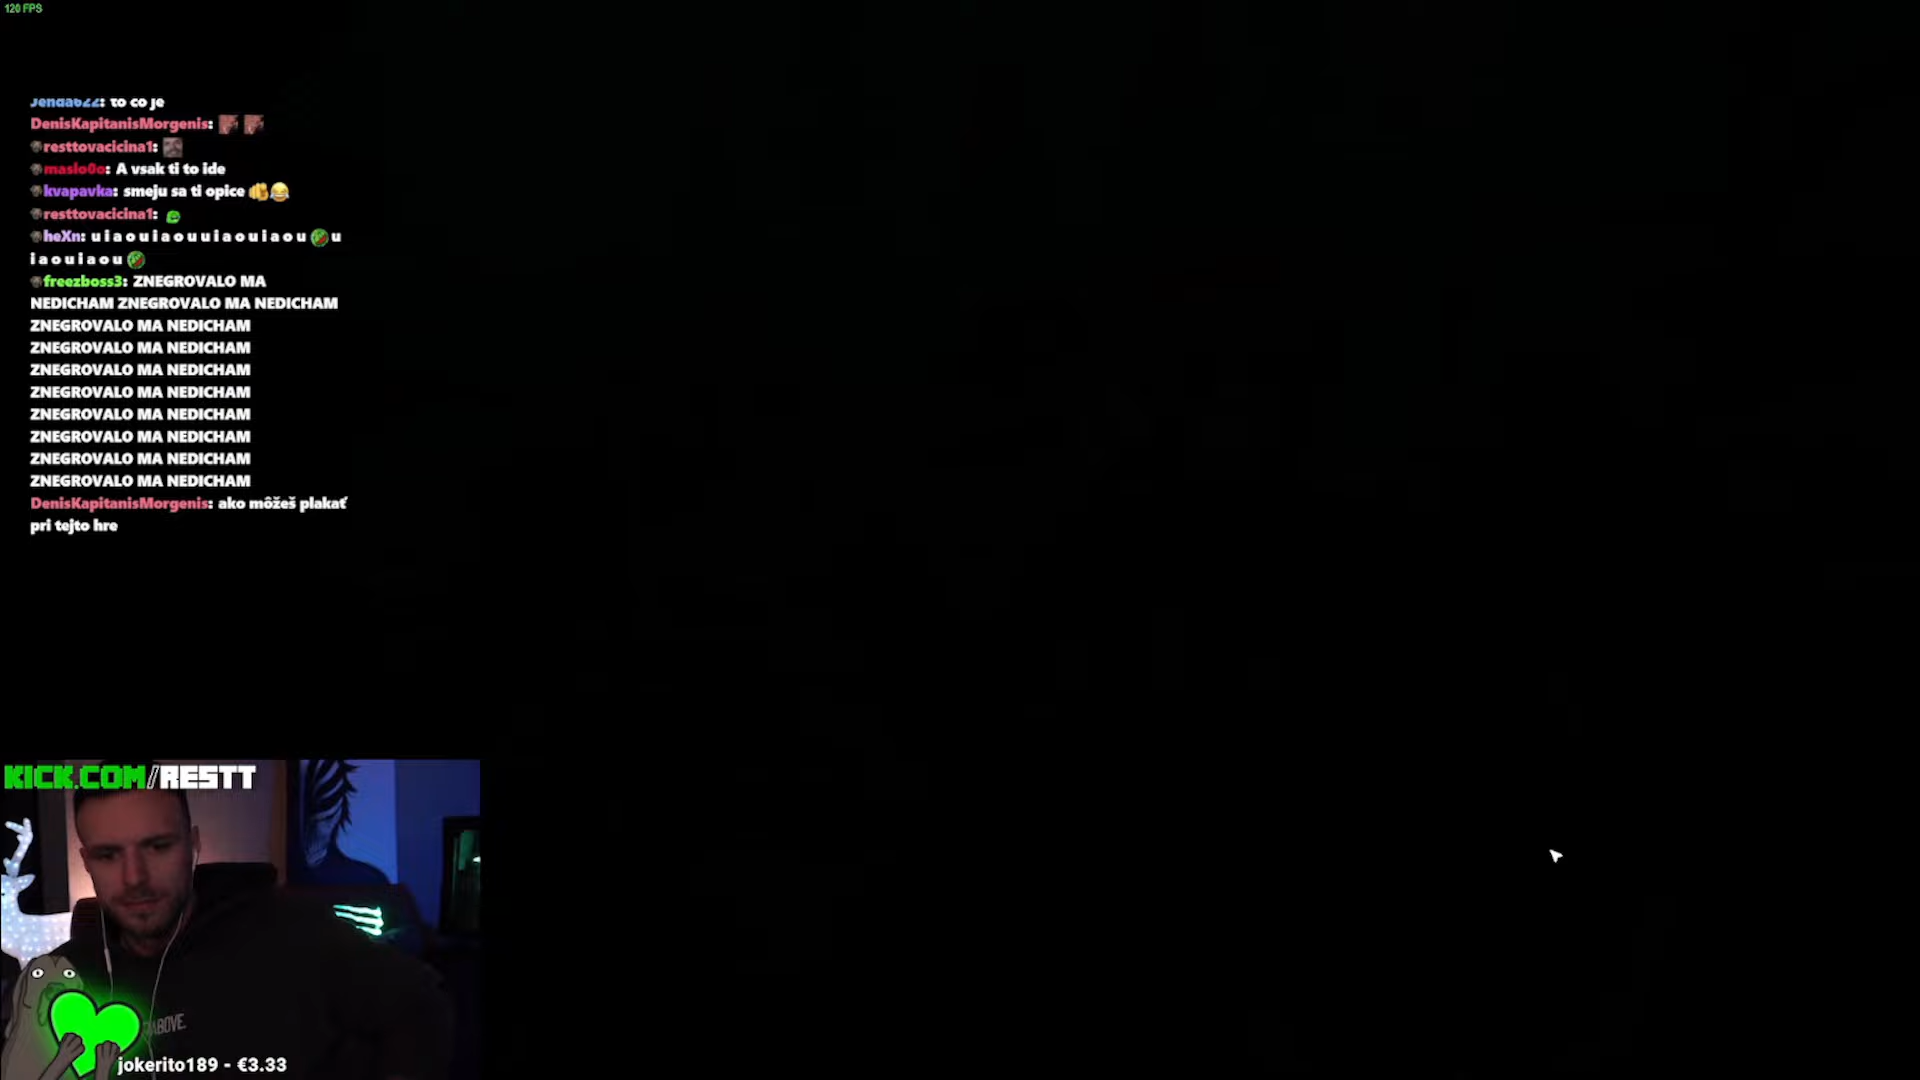 120 FPS
Jenda622: to co je
DenisKapitanisMorgenis:
resttovacicina1:
maslo0o: A vsak ti to ide
kvapavka: smeju sa ti opice
resttovacicina1:
heXn: u i a o u i a o u u i a o u i a o u u
i a o u i a o u
freezboss3: ZNEGROVALO MA
NEDICHAM ZNEGROVALO MA NEDICHAM
ZNEGROVALO MA NEDICHAM
ZNEGROVALO MA NEDICHAM
ZNEGROVALO MA NEDICHAM
ZNEGROVALO MA NEDICHAM
ZNEGROVALO MA NEDICHAM
ZNEGROVALO MA NEDICHAM
ZNEGROVALO MA NEDICHAM
ZNEGROVALO MA NEDICHAM
DenisKapitanisMorgenis: ako môžeš plakať
pri tejto hre
KICK.COM/RESTT
ABOVE.
jokerito189 - €3.33